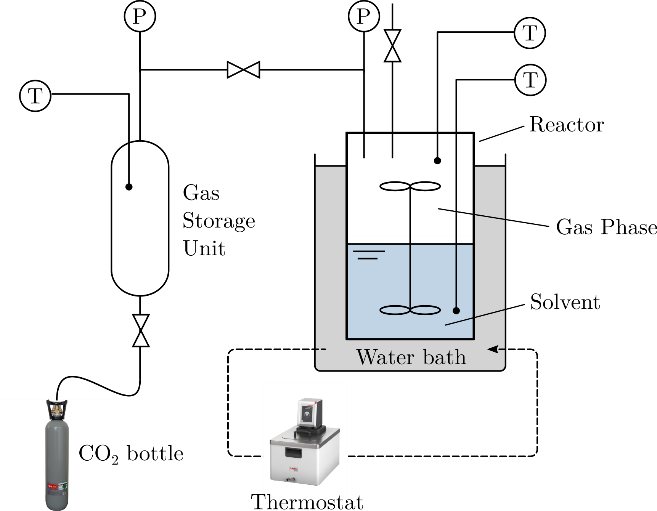 P
P
T
T
T
Reactor
Gas
Storage
Unit
Gas Phase
Solvent
Water bath
CO₂ bottle
Thermostat